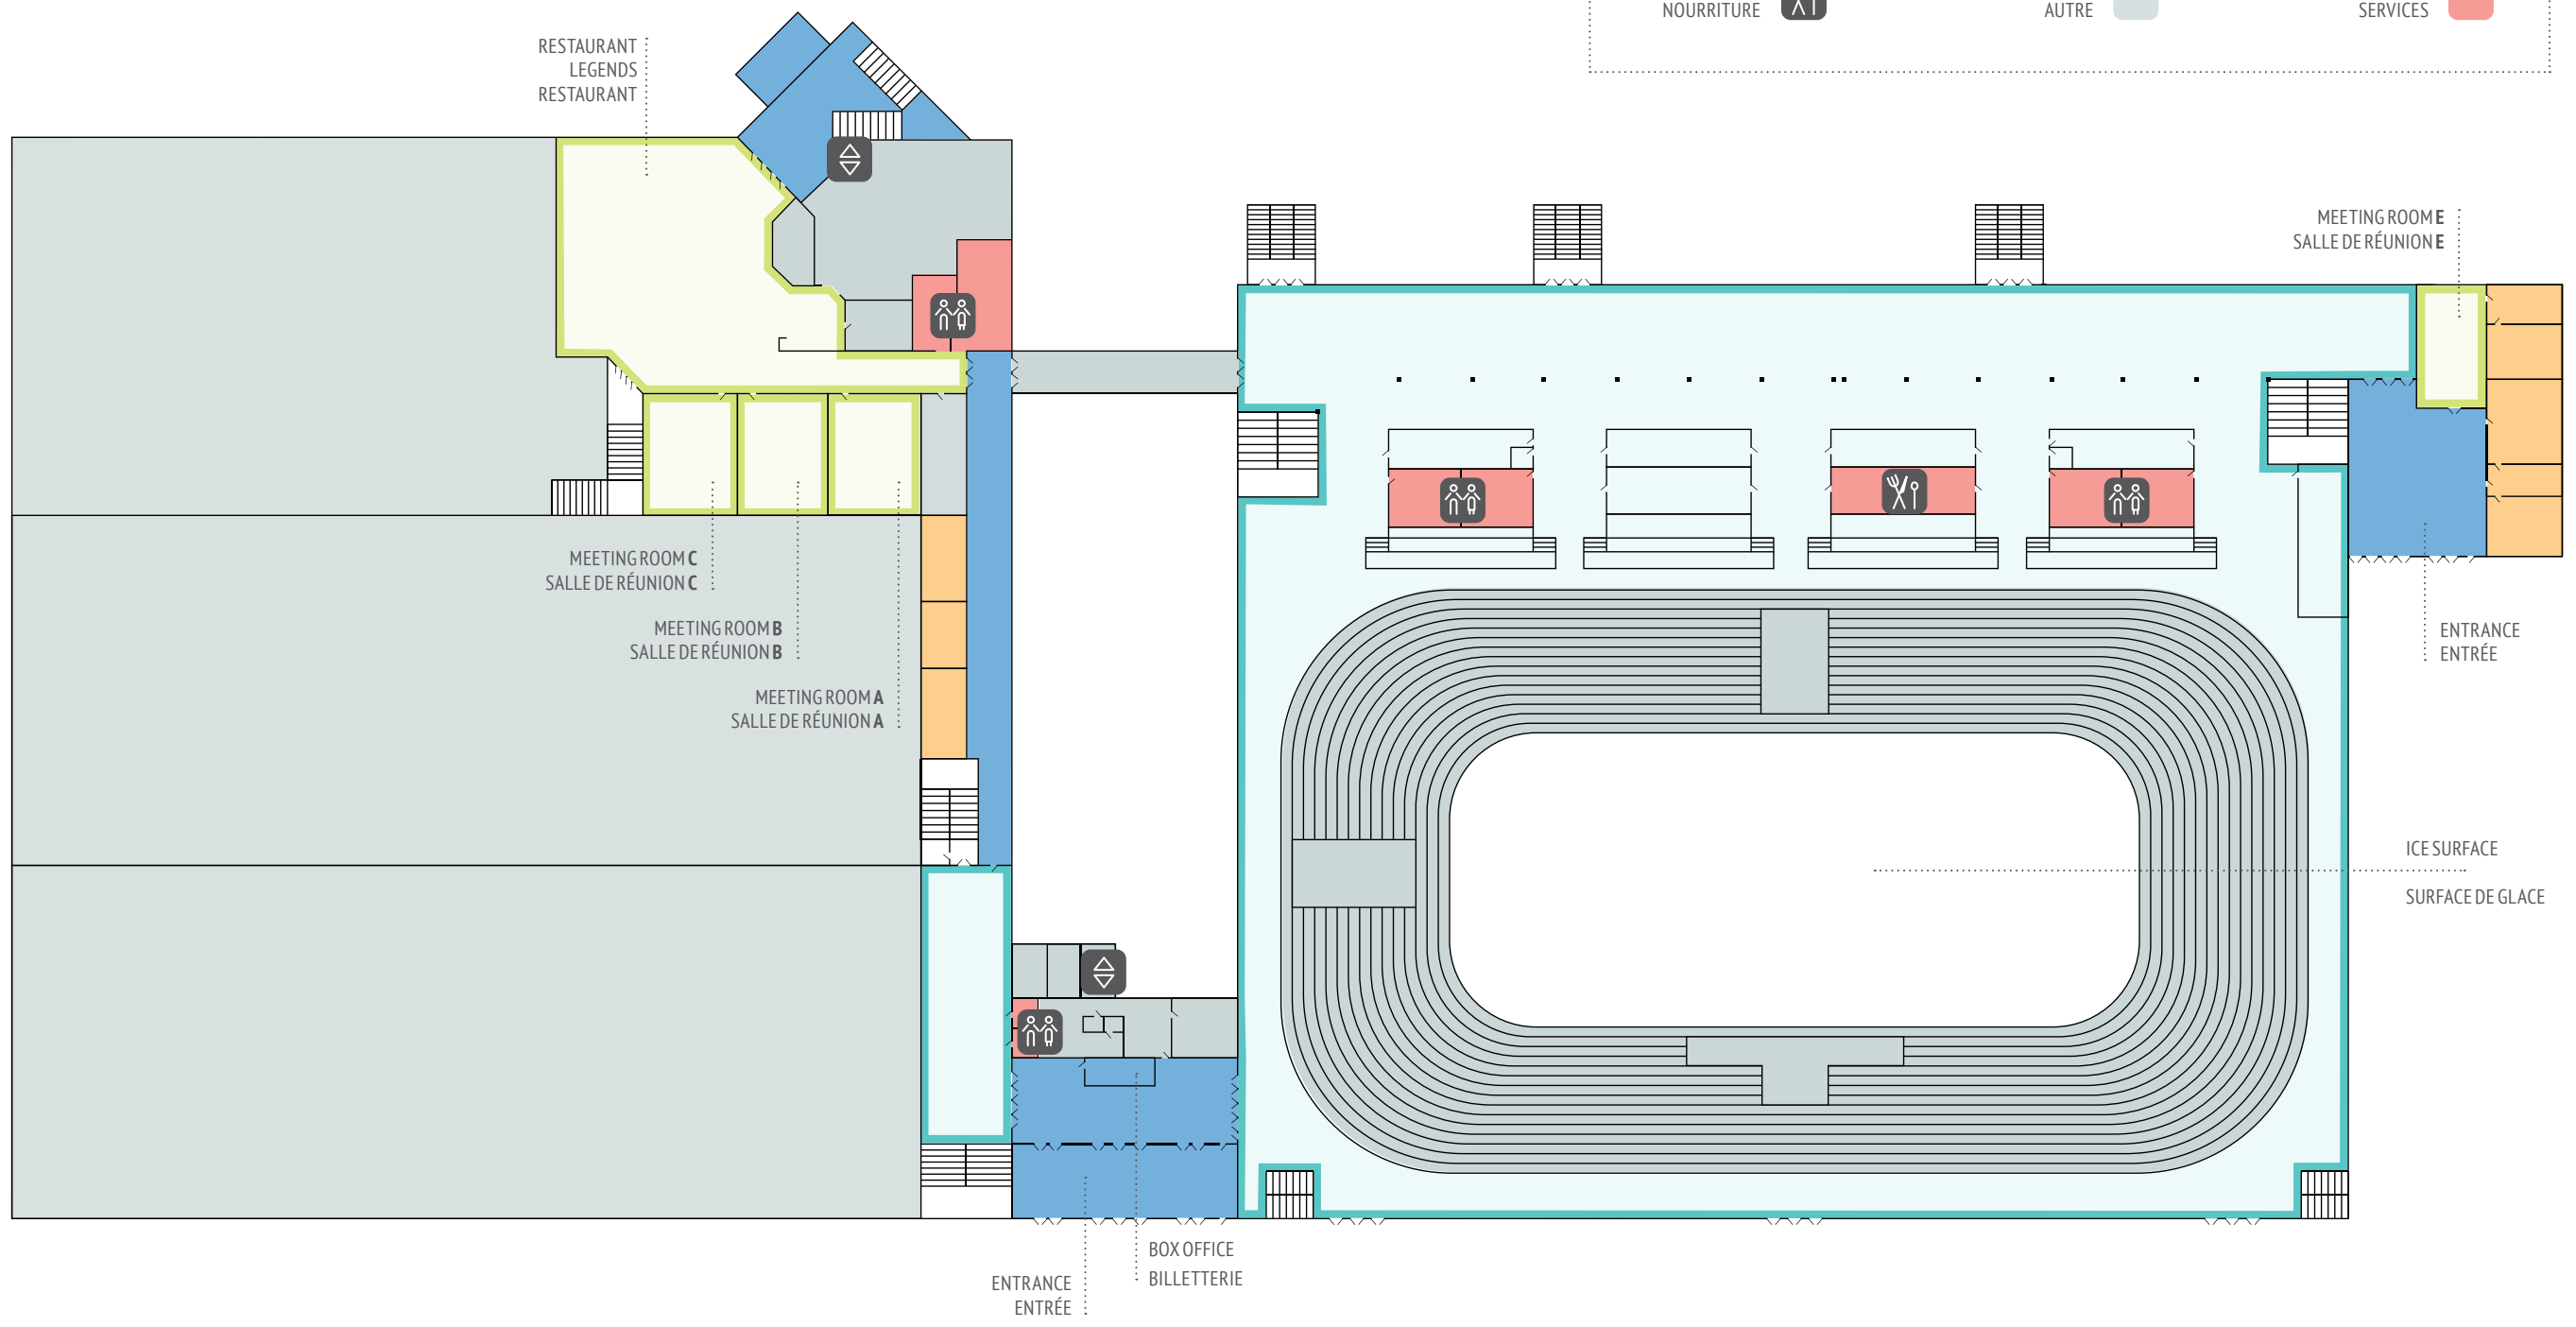 NOURRITURE
AUTRE
SERVICES
RESTAURANT
LEGENDS
RESTAURANT
MEETING ROOM E
SALLE DE RÉUNION E
MEETING ROOM C
SALLE DE RÉUNION C
MEETING ROOM B
SALLE DE RÉUNION B
MEETING ROOM A
SALLE DE RÉUNION A
ENTRANCE
ENTRÉE
ICE SURFACE
SURFACE DE GLACE
BOX OFFICE
BILLETTERIE
ENTRANCE
ENTRÉE